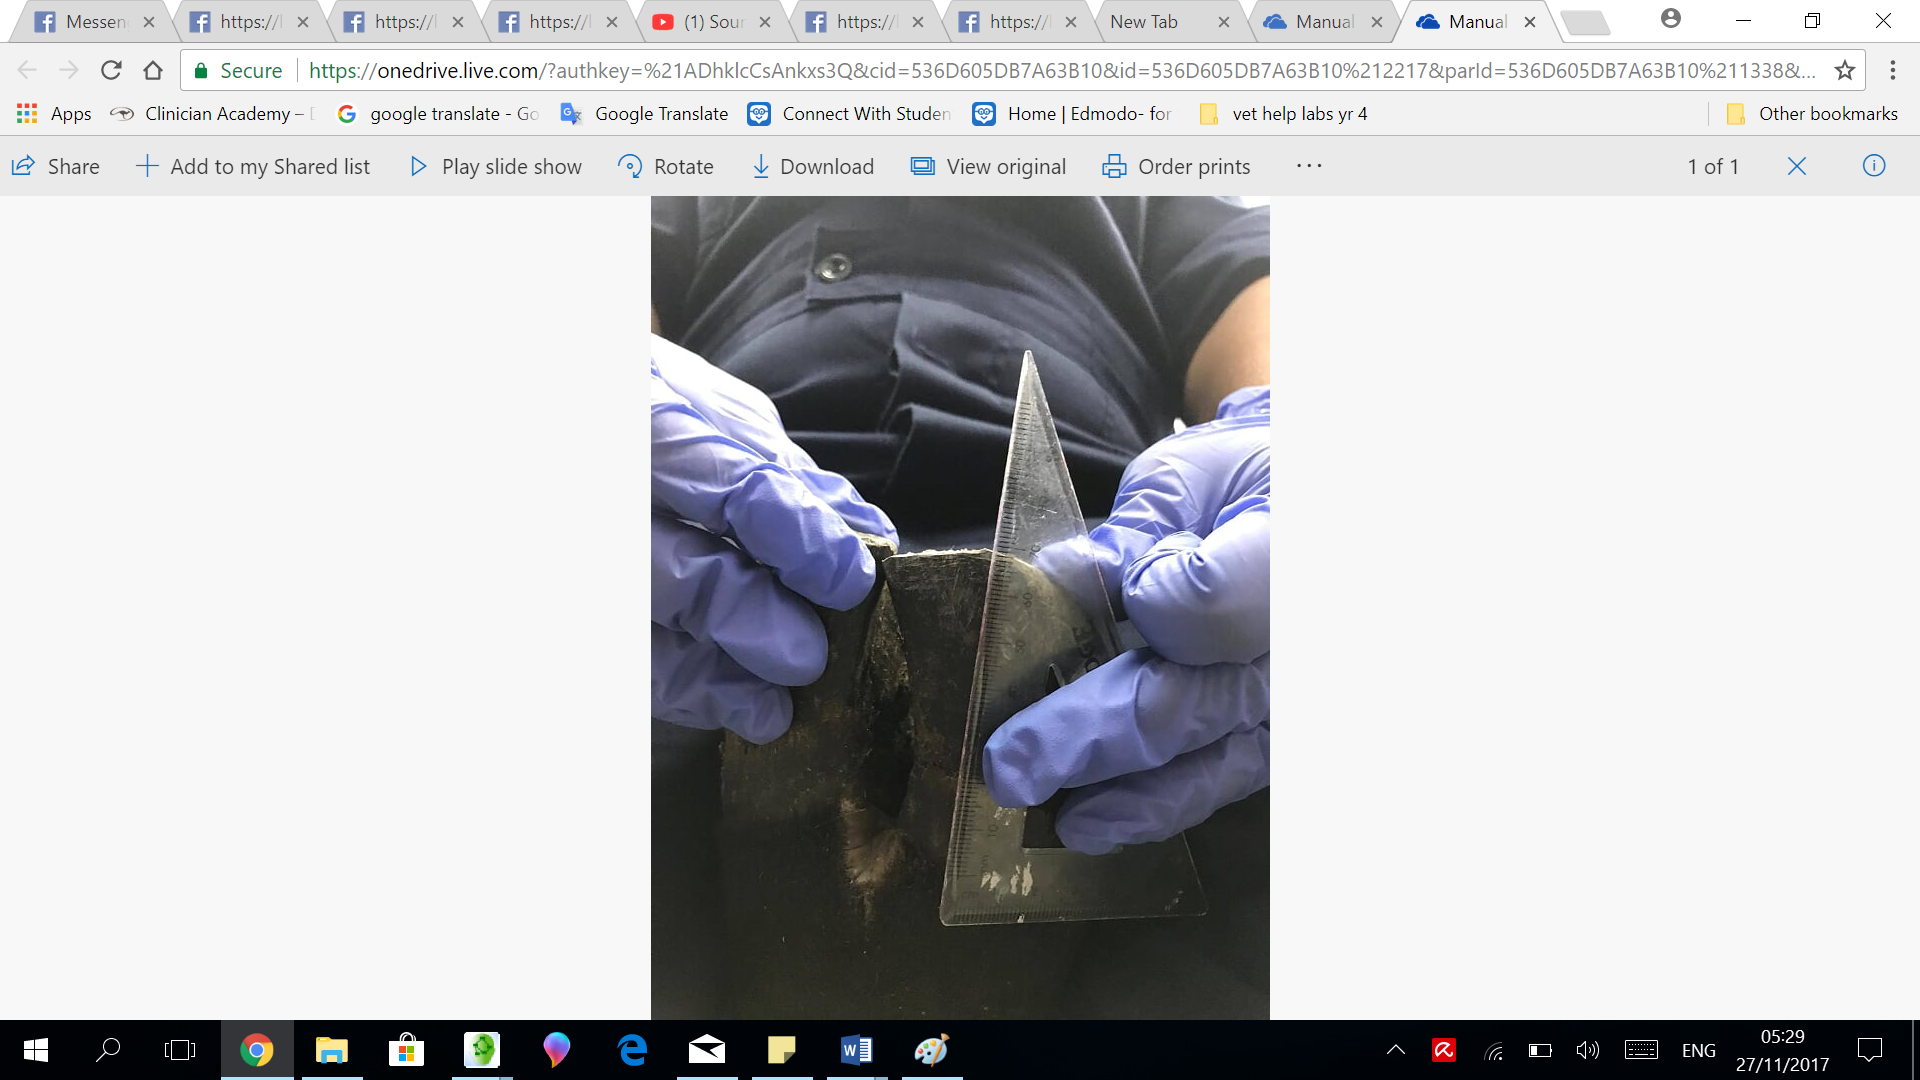 Messen
https://l
https://l
https://l
(1) Sour
https://l
https://l
New Tab
Manual
Manual
Secure
https://onedrive.live.com/?authkey=%21ADhklcCsAnkxs3Q&cid=536D605DB7A63B10&id=536D605DB7A63B10%212217&parId=536D605DB7A63B10%211338&...
Apps
Clinician Academy –
google translate - Go
Google Translate
Connect With Studen
Home | Edmodo- for
vet help labs yr 4
Other bookmarks
Share
Add to my Shared list
Play slide show
Rotate
Download
View original
Order prints
...
1 of 1
ENG
05:29
27/11/2017